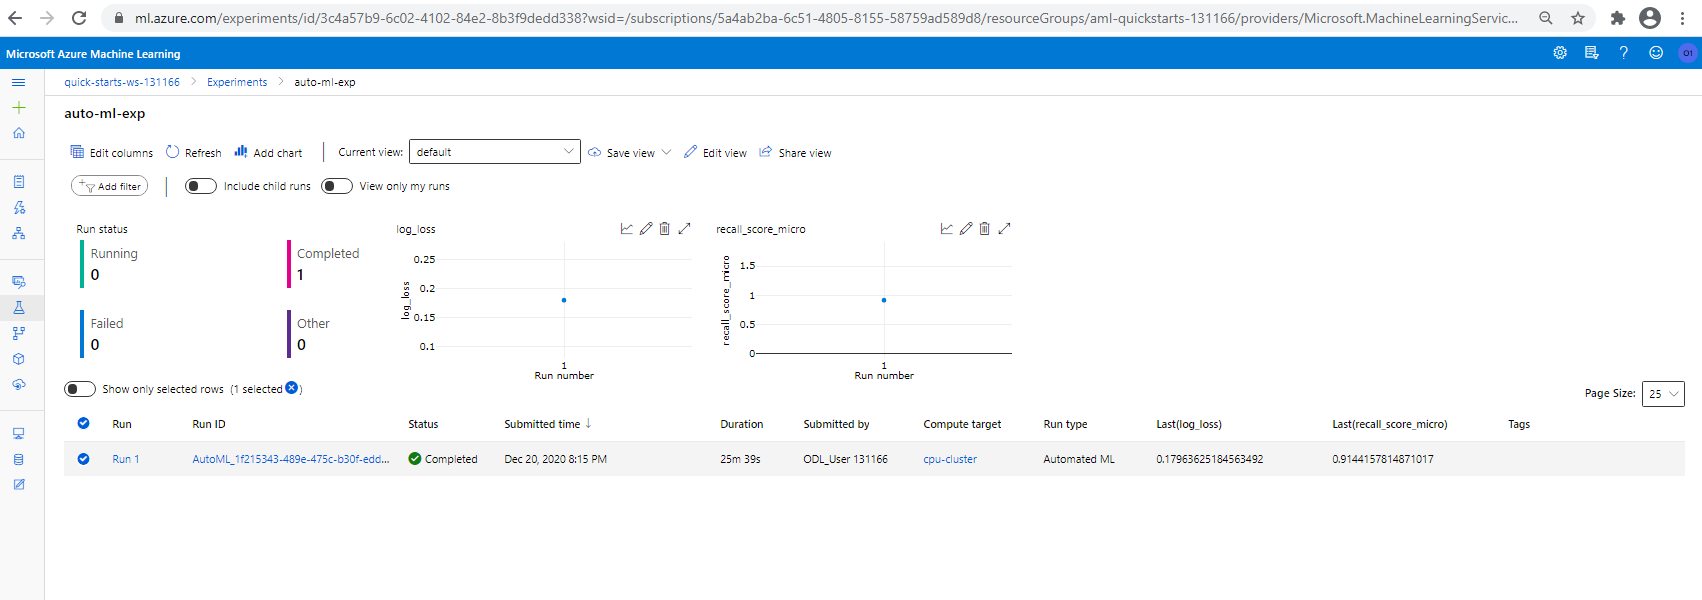 ml.azure.com/experiments/id/3c4a57b9-6c02-4102-84e2-8b3f9dedd338?wsid=/subscriptions/5a4ab2ba-6c51-4805-8155-58759ad589d8/resourceGroups/aml-quickstarts-131166/providers/Microsoft.MachineLearningServic...
Microsoft Azure Machine Learning
O1
quick-starts-ws-131166 > Experiments > auto-ml-exp
auto-ml-exp
Edit columns Refresh Add chart Current view: default Save view Edit view Share view
Add filter Include child runs View only my runs
Run status
Running
0
Completed
1
Failed
0
Other
0
log_loss
0.25
0.2
0.15
0.1
log_loss
1
Run number
recall_score_micro
1.5
1
0.5
0
recall_score_micro
1
Run number
Show only selected rows (1 selected )
Page Size: 25
Run Run ID Status Submitted time ↓ Duration Submitted by Compute target Run type Last(log_loss) Last(recall_score_micro) Tags
Run 1 AutoML_1f215343-489e-475c-b30f-edd... Completed Dec 20, 2020 8:15 PM 25m 39s ODL_User 131166 cpu-cluster Automated ML 0.17963625184563492 0.9144157814871017